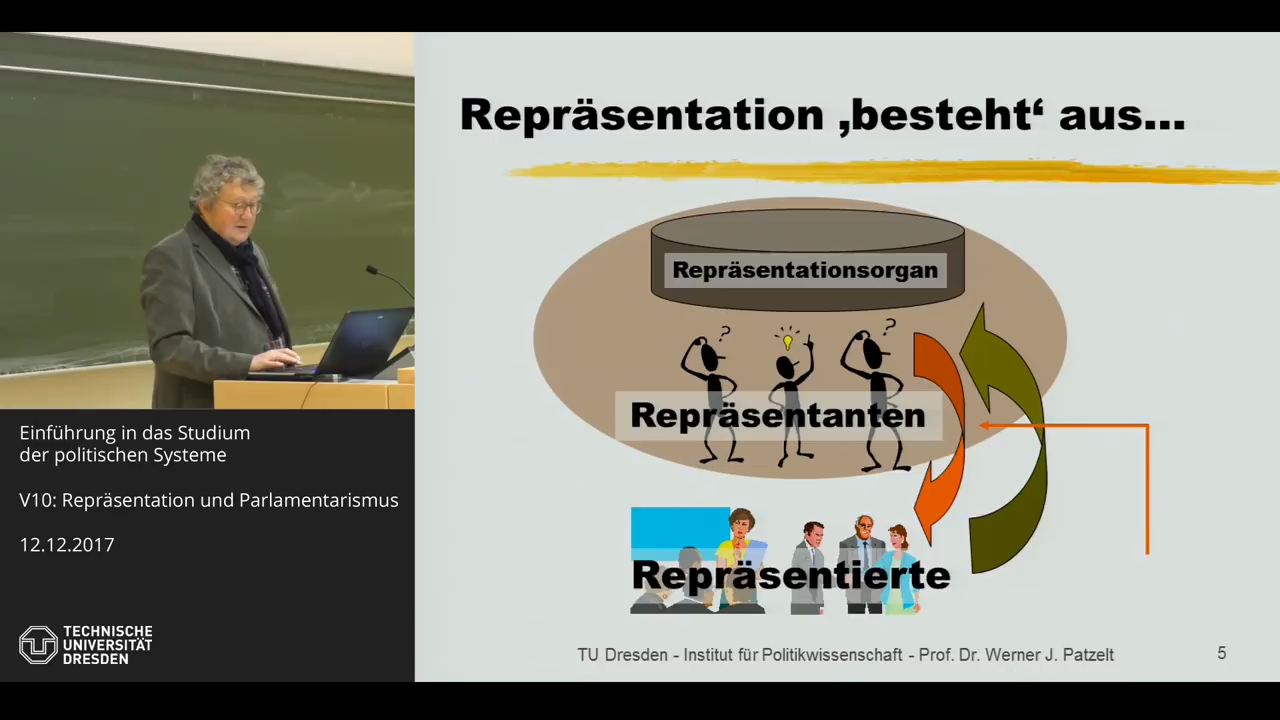 Repräsentation ‚besteht‘ aus...
Repräsentationsorgan
? ?
Repräsentanten
Repräsentierte
TU Dresden - Institut für Politikwissenschaft - Prof. Dr. Werner J. Patzelt
5
Einführung in das Studium
der politischen Systeme
V10: Repräsentation und Parlamentarismus
12.12.2017
TECHNISCHE
UNIVERSITÄT
DRESDEN